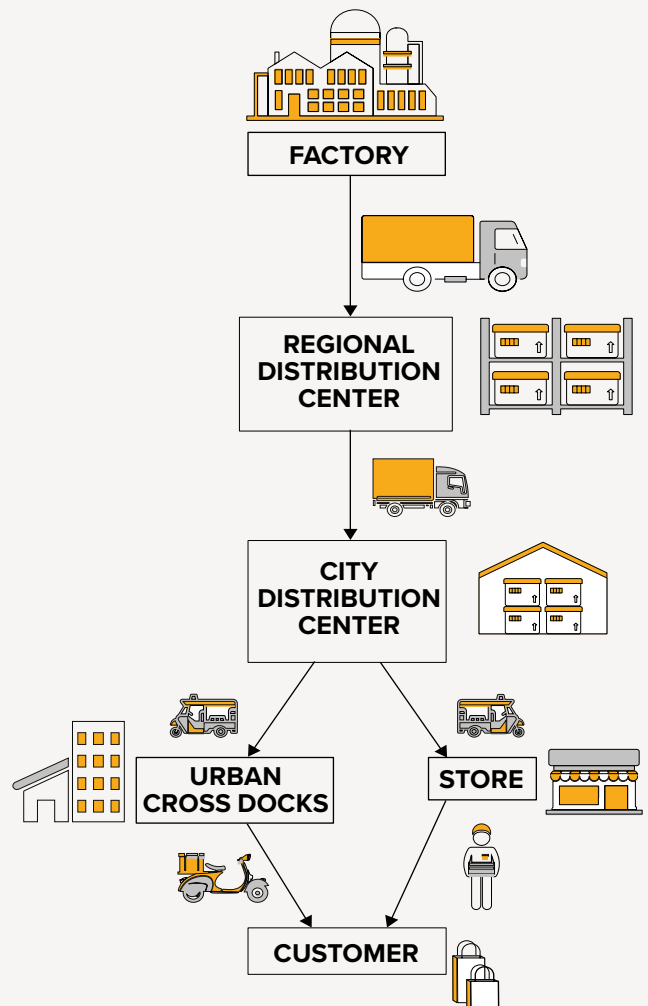 FACTORY
REGIONAL
DISTRIBUTION
CENTER
CITY
DISTRIBUTION
CENTER
URBAN
CROSS DOCKS
STORE
CUSTOMER